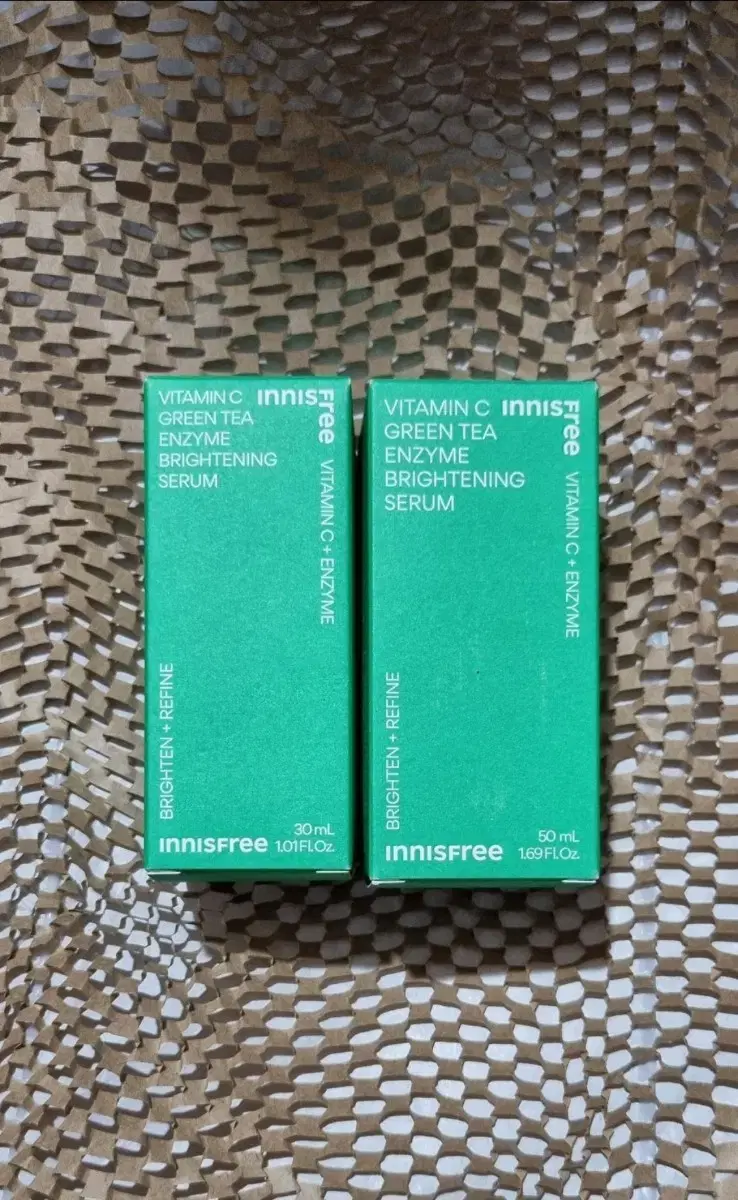 VITAMIN C
GREEN TEA
ENZYME
BRIGHTENING
SERUM
innisfree
VITAMIN C + ENZYME
BRIGHTEN + REFINE
innisfree
30 mL
1.01 Fl.Oz.
VITAMIN C
GREEN TEA
ENZYME
BRIGHTENING
SERUM
innisfree
VITAMIN C + ENZYME
BRIGHTEN + REFINE
innisfree
50 mL
1.69 Fl.Oz.